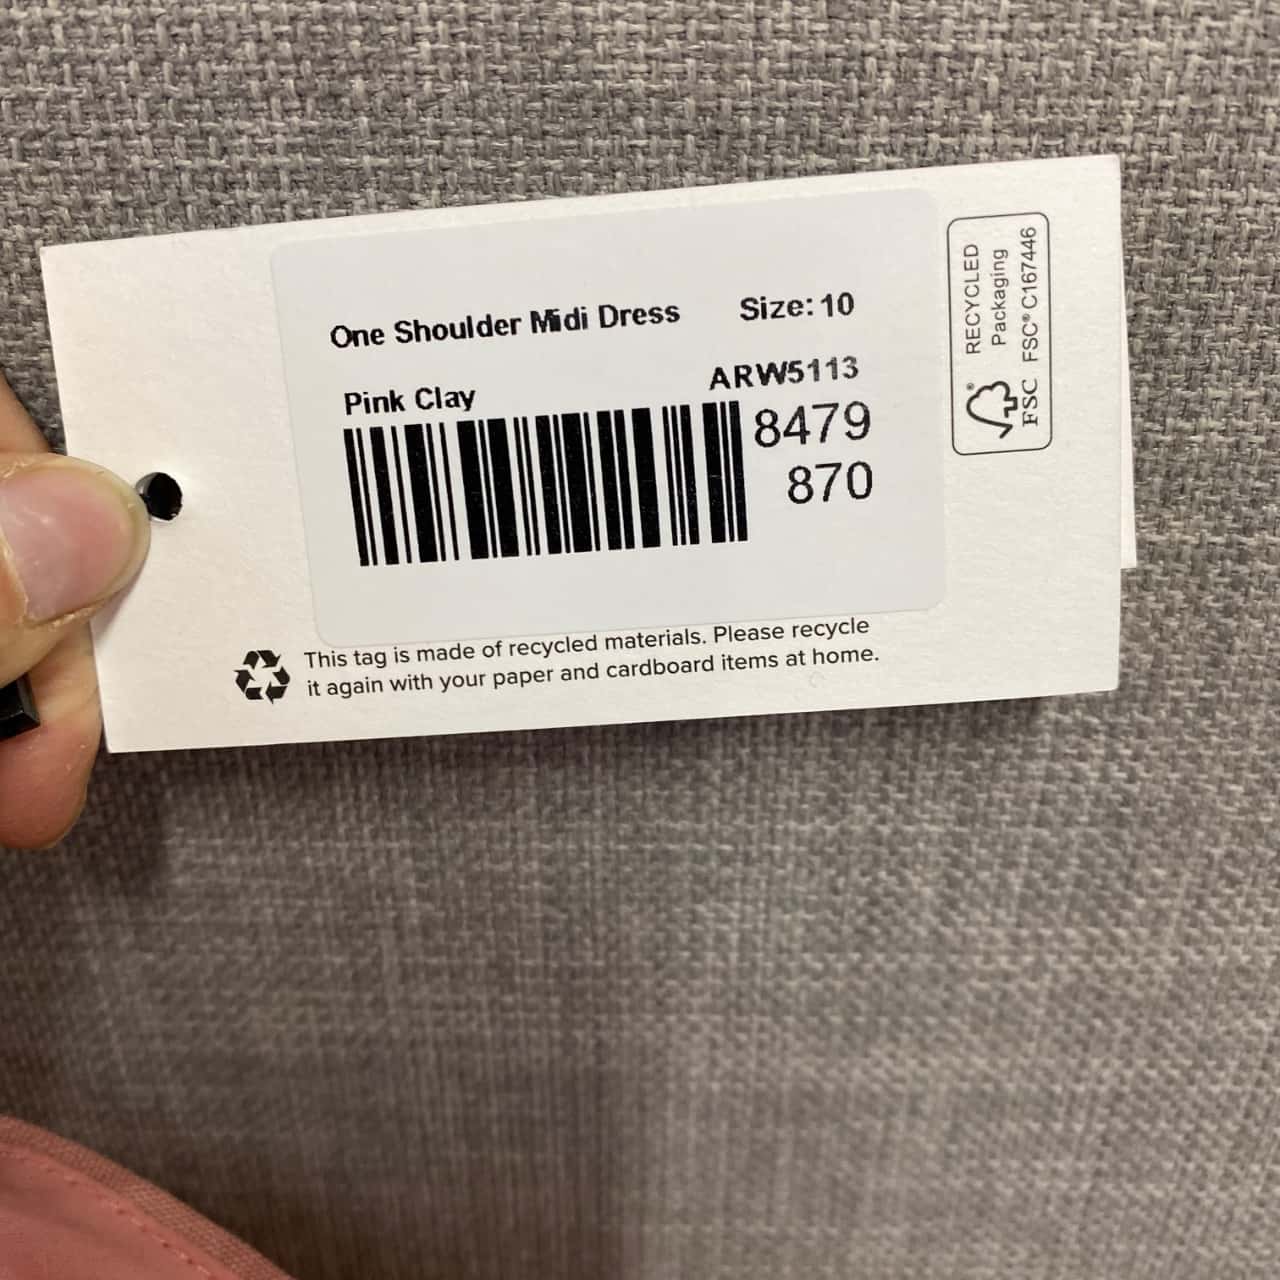 One Shoulder Midi Dress Size: 10
ARW5113
Pink Clay
8479
870
This tag is made of recycled materials. Please recycle
it again with your paper and cardboard items at home.
RECYCLED
Packaging
FSC® C167446
FSC